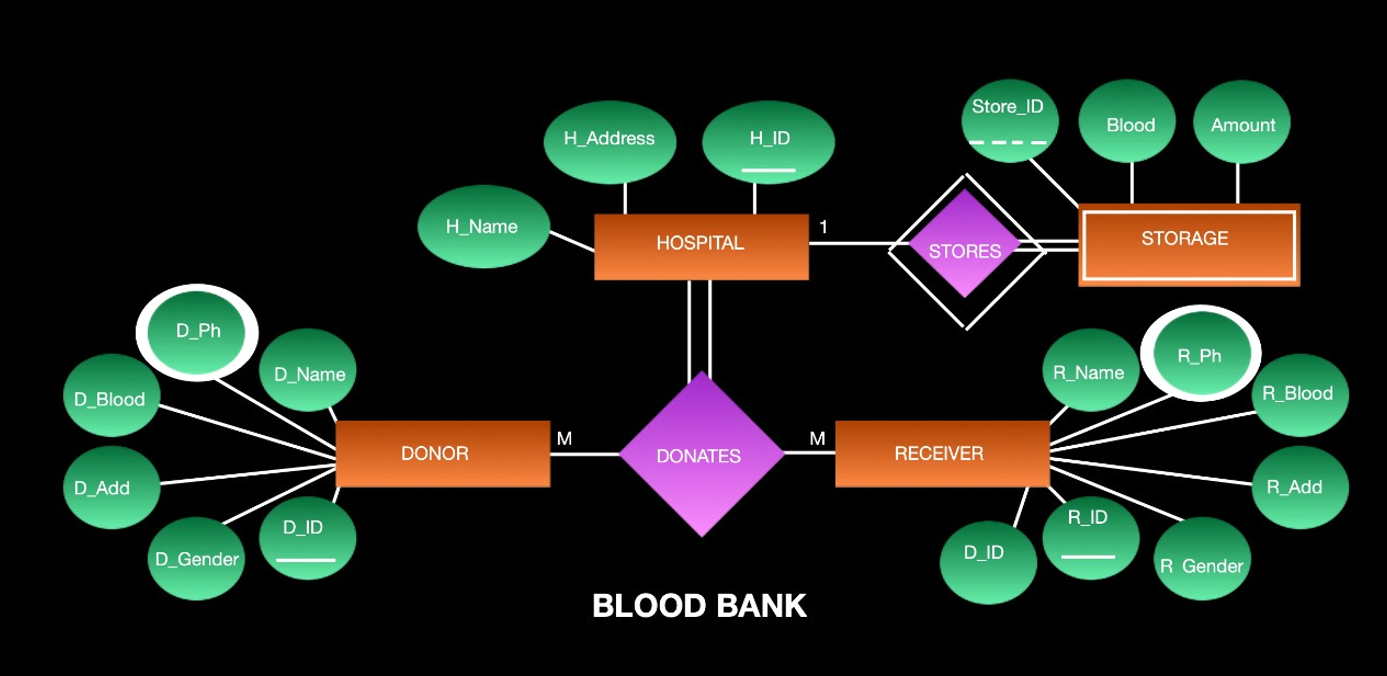 Store_ID
Blood
Amount
H_Address
H_ID
H_Name
HOSPITAL
1
STORES
STORAGE
D_Ph
D_Name
D_Blood
D_Add
D_Gender
D_ID
DONOR
M
DONATES
M
RECEIVER
R_Name
R_Ph
R_Blood
R_Add
R_ID
D_ID
R Gender
BLOOD BANK